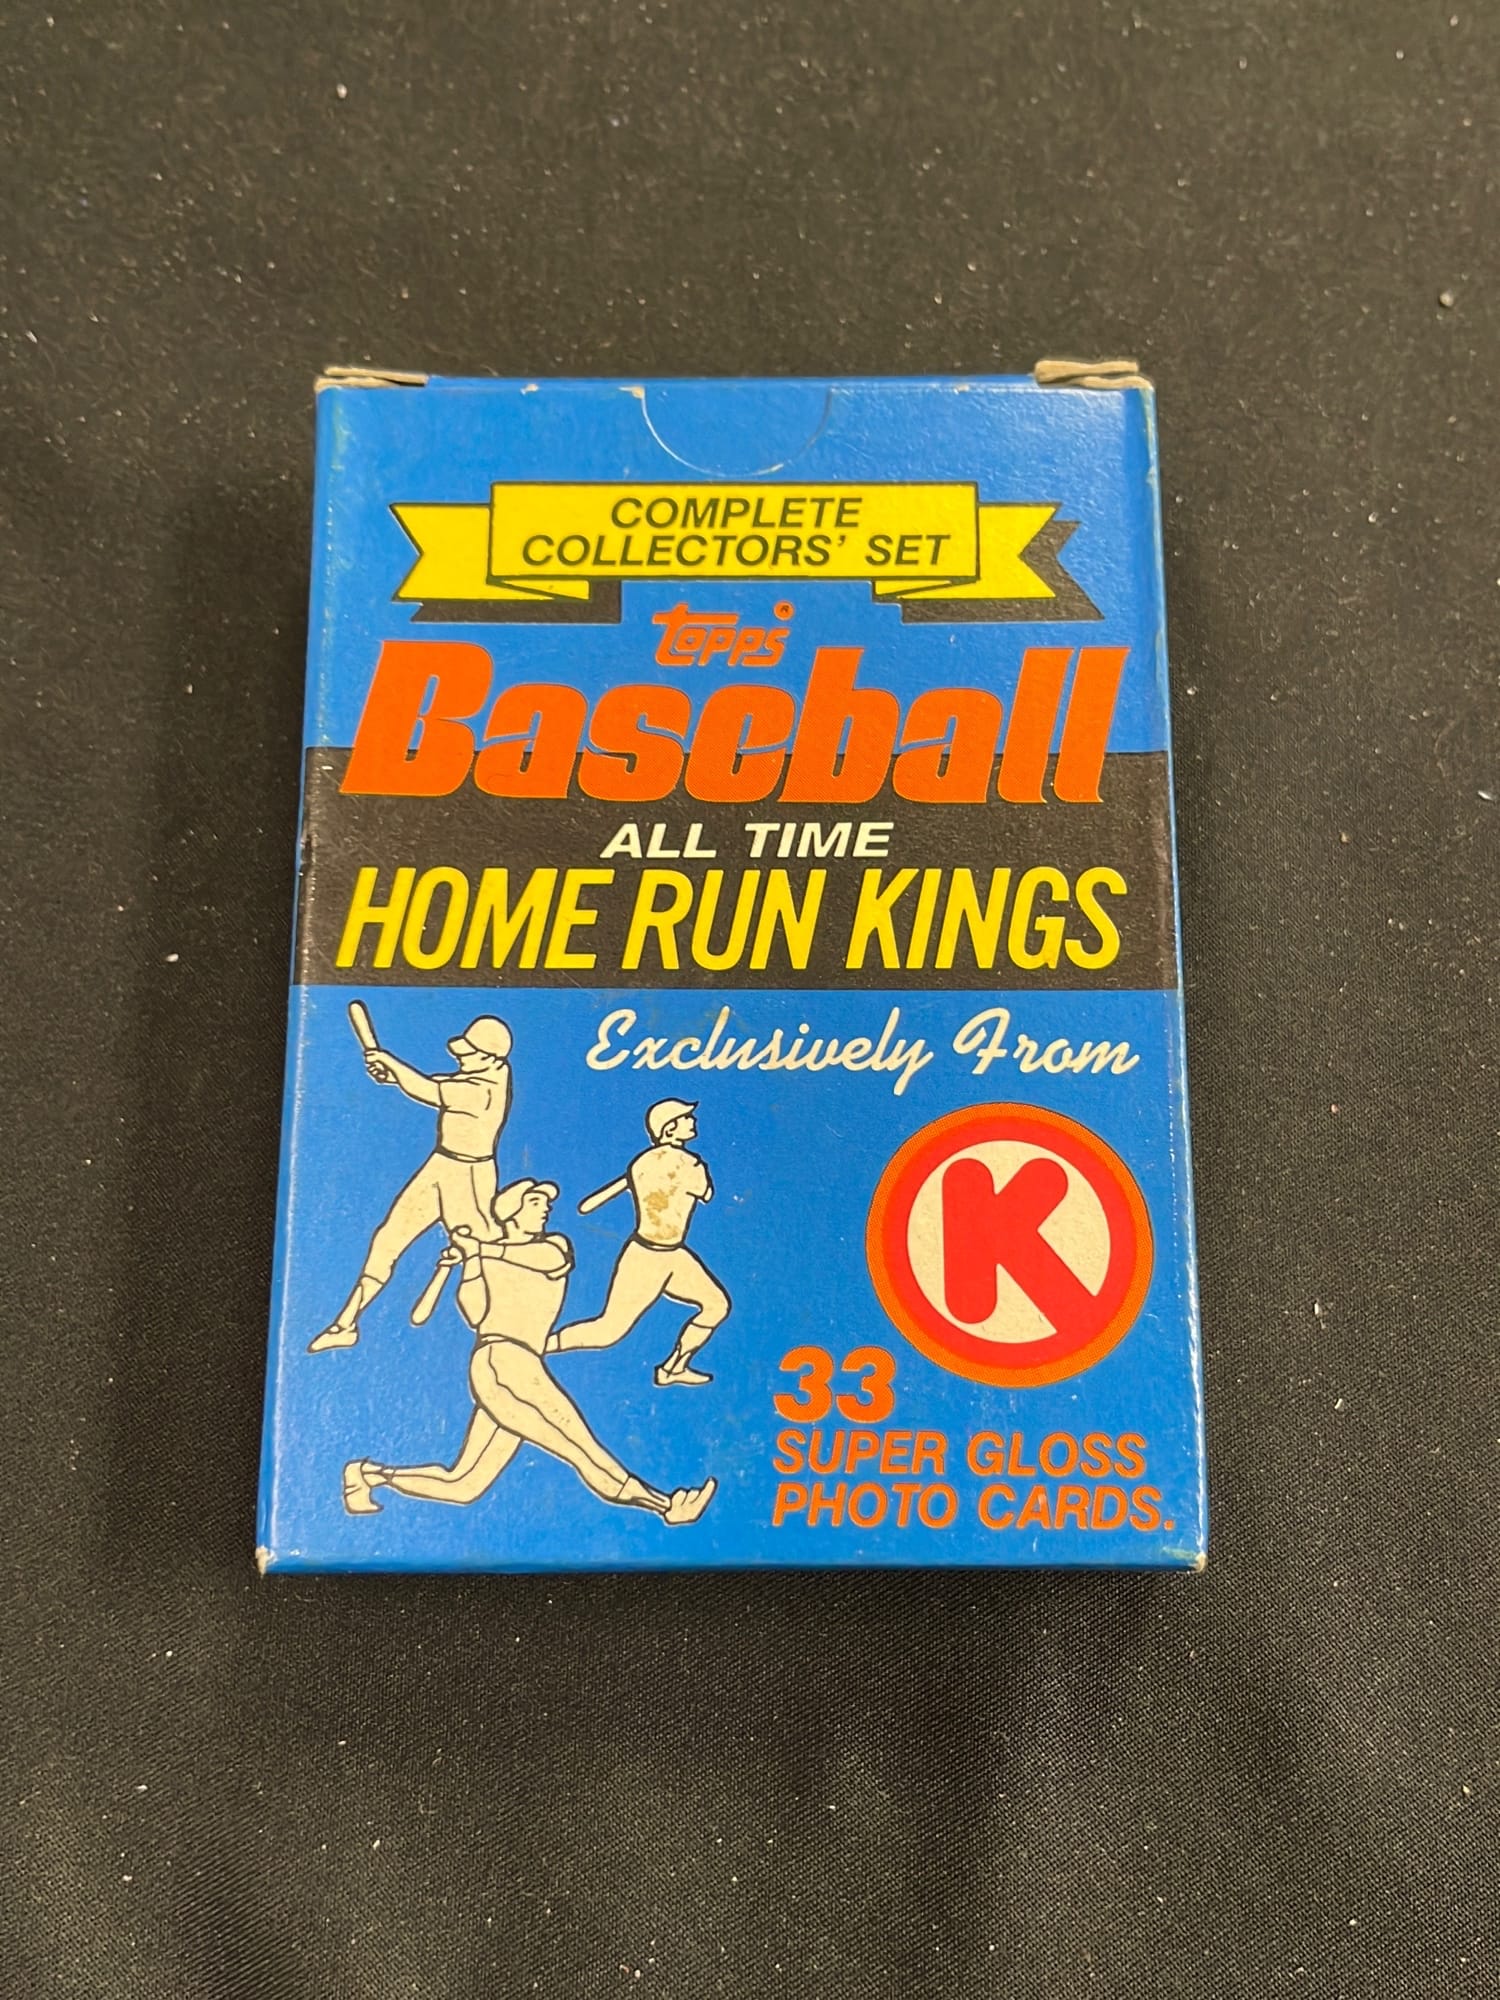 COMPLETE
COLLECTORS' SET
topps®
Baseball
ALL TIME
HOME RUN KINGS
Exclusively From
K
33
SUPER GLOSS
PHOTO CARDS.